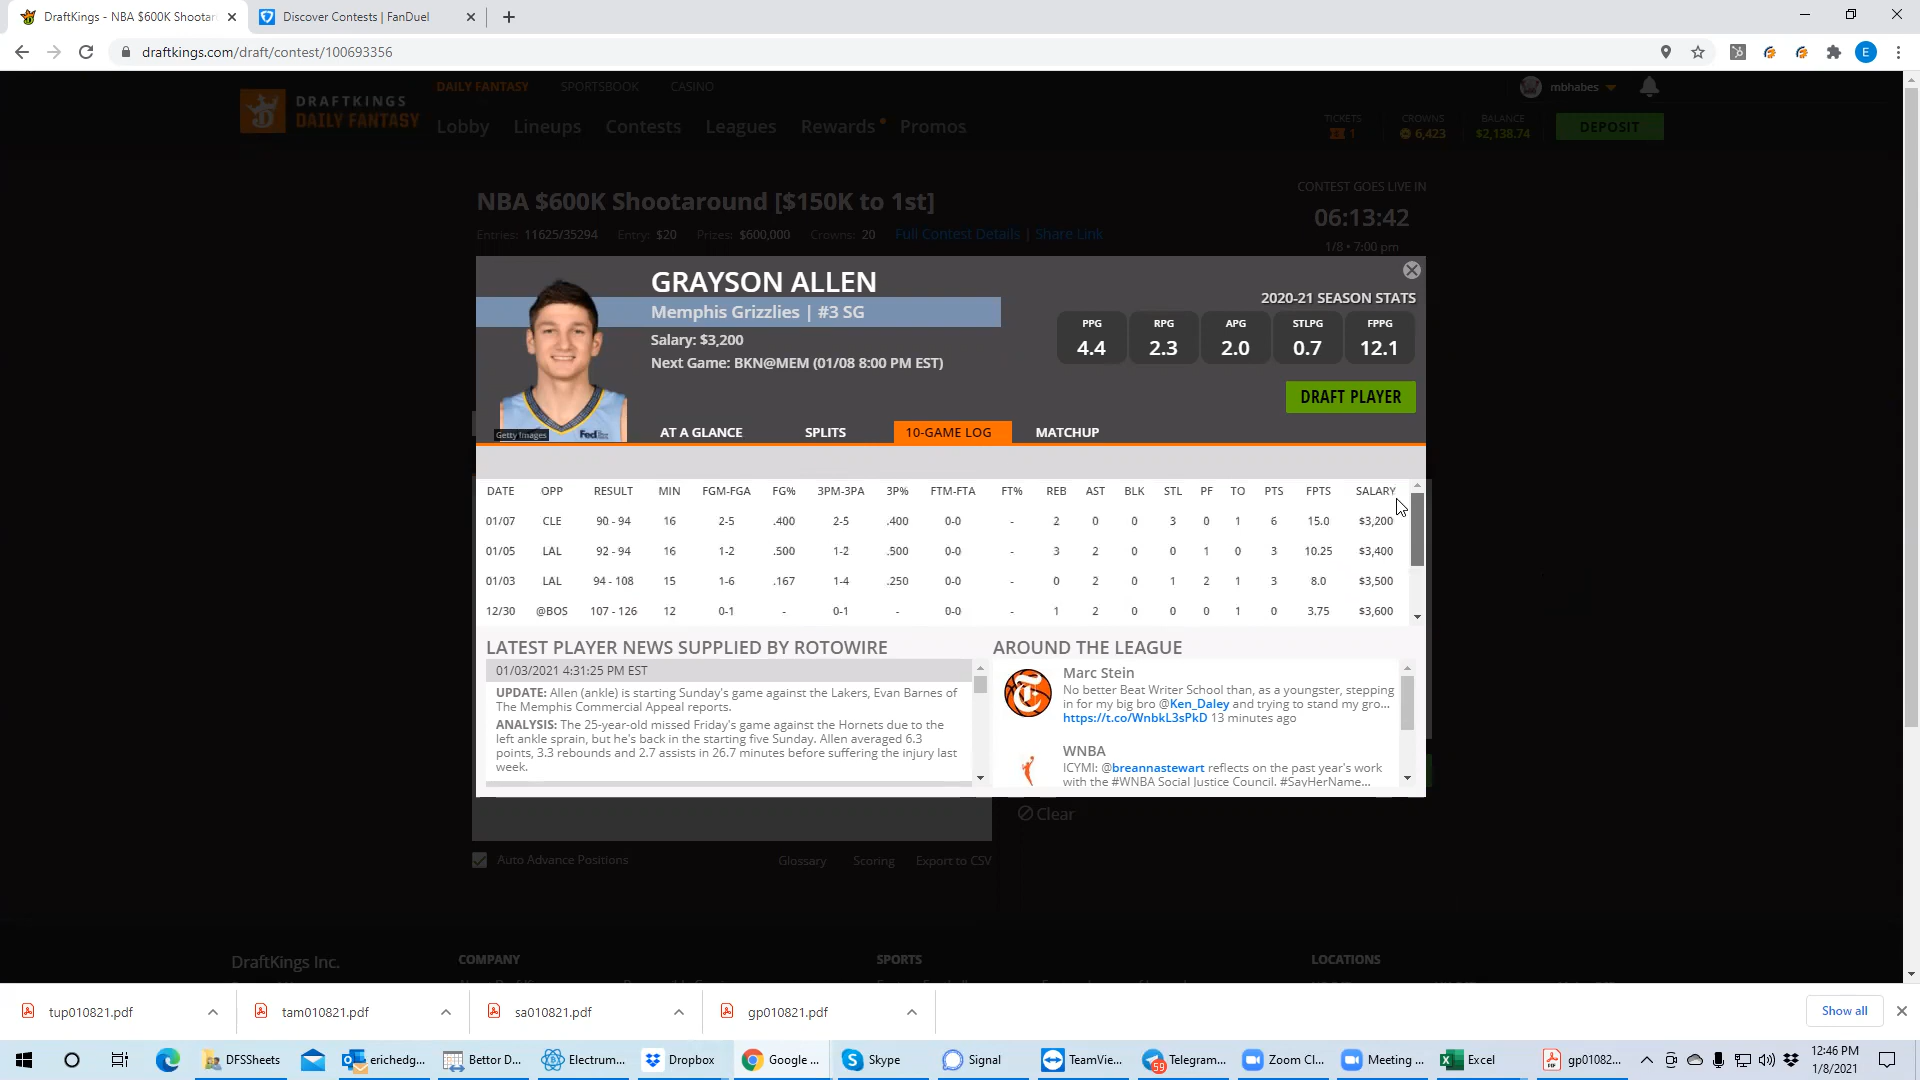 DraftKings - NBA $600K Shootaro
Discover Contests | FanDuel
draftkings.com/draft/contest/100693356
E
DAILY FANTASY SPORTSBOOK CASINO
mbhabes
DRAFTKINGS
DAILY FANTASY
Lobby Lineups Contests Leagues Rewards Promos
TICKETS CROWNS BALANCE
1 6,423 $2,138.74
DEPOSIT
NBA $600K Shootaround [$150K to 1st]
CONTEST GOES LIVE IN
06:13:42
1/8 • 7:00 pm
Entries: 11625/35294 Entry: $20 Prizes: $600,000 Crowns: 20 Full Contest Details | Share Link
GRAYSON ALLEN
Memphis Grizzlies | #3 SG
Salary: $3,200
Next Game: BKN@MEM (01/08 8:00 PM EST)
2020-21 SEASON STATS
PPG RPG APG STLPG FPPG
4.4 2.3 2.0 0.7 12.1
DRAFT PLAYER
Getty Images
FedEx
AT A GLANCE SPLITS 10-GAME LOG MATCHUP
DATE OPP RESULT MIN FGM-FGA FG% 3PM-3PA 3P% FTM-FTA FT% REB AST BLK STL PF TO PTS FPTS SALARY
01/07 CLE 90 - 94 16 2-5 .400 2-5 .400 0-0 - 2 0 0 3 0 1 6 15.0 $3,200
01/05 LAL 92 - 94 16 1-2 .500 1-2 .500 0-0 - 3 2 0 0 1 0 3 10.25 $3,400
01/03 LAL 94 - 108 15 1-6 .167 1-4 .250 0-0 - 0 2 0 1 2 1 3 8.0 $3,500
12/30 @BOS 107 - 126 12 0-1 - 0-1 - 0-0 - 1 2 0 0 0 1 0 3.75 $3,600
LATEST PLAYER NEWS SUPPLIED BY ROTOWIRE
01/03/2021 4:31:25 PM EST
UPDATE: Allen (ankle) is starting Sunday's game against the Lakers, Evan Barnes of
The Memphis Commercial Appeal reports.
ANALYSIS: The 25-year-old missed Friday's game against the Hornets due to the
left ankle sprain, but he's back in the starting five Sunday. Allen averaged 6.3
points, 3.3 rebounds and 2.7 assists in 26.7 minutes before suffering the injury last
week.
AROUND THE LEAGUE
Marc Stein
No better Beat Writer School than, as a youngster, stepping
in for my big bro @Ken_Daley and trying to stand my gro...
https://t.co/WnbkL3sPkD 13 minutes ago
WNBA
ICYMI: @breannastewart reflects on the past year's work
with the #WNBA Social Justice Council. #SayHerName...
Clear
Auto Advance Positions Glossary Scoring Export to CSV
DraftKings Inc. COMPANY SPORTS LOCATIONS
tup010821.pdf tam010821.pdf sa010821.pdf gp010821.pdf Show all
DFSSheets erichedg... Bettor D... Electrum... Dropbox Google ... Skype Signal TeamVie... 59 Telegram... Zoom Cl... Meeting ... Excel gp01082...
12:46 PM
1/8/2021